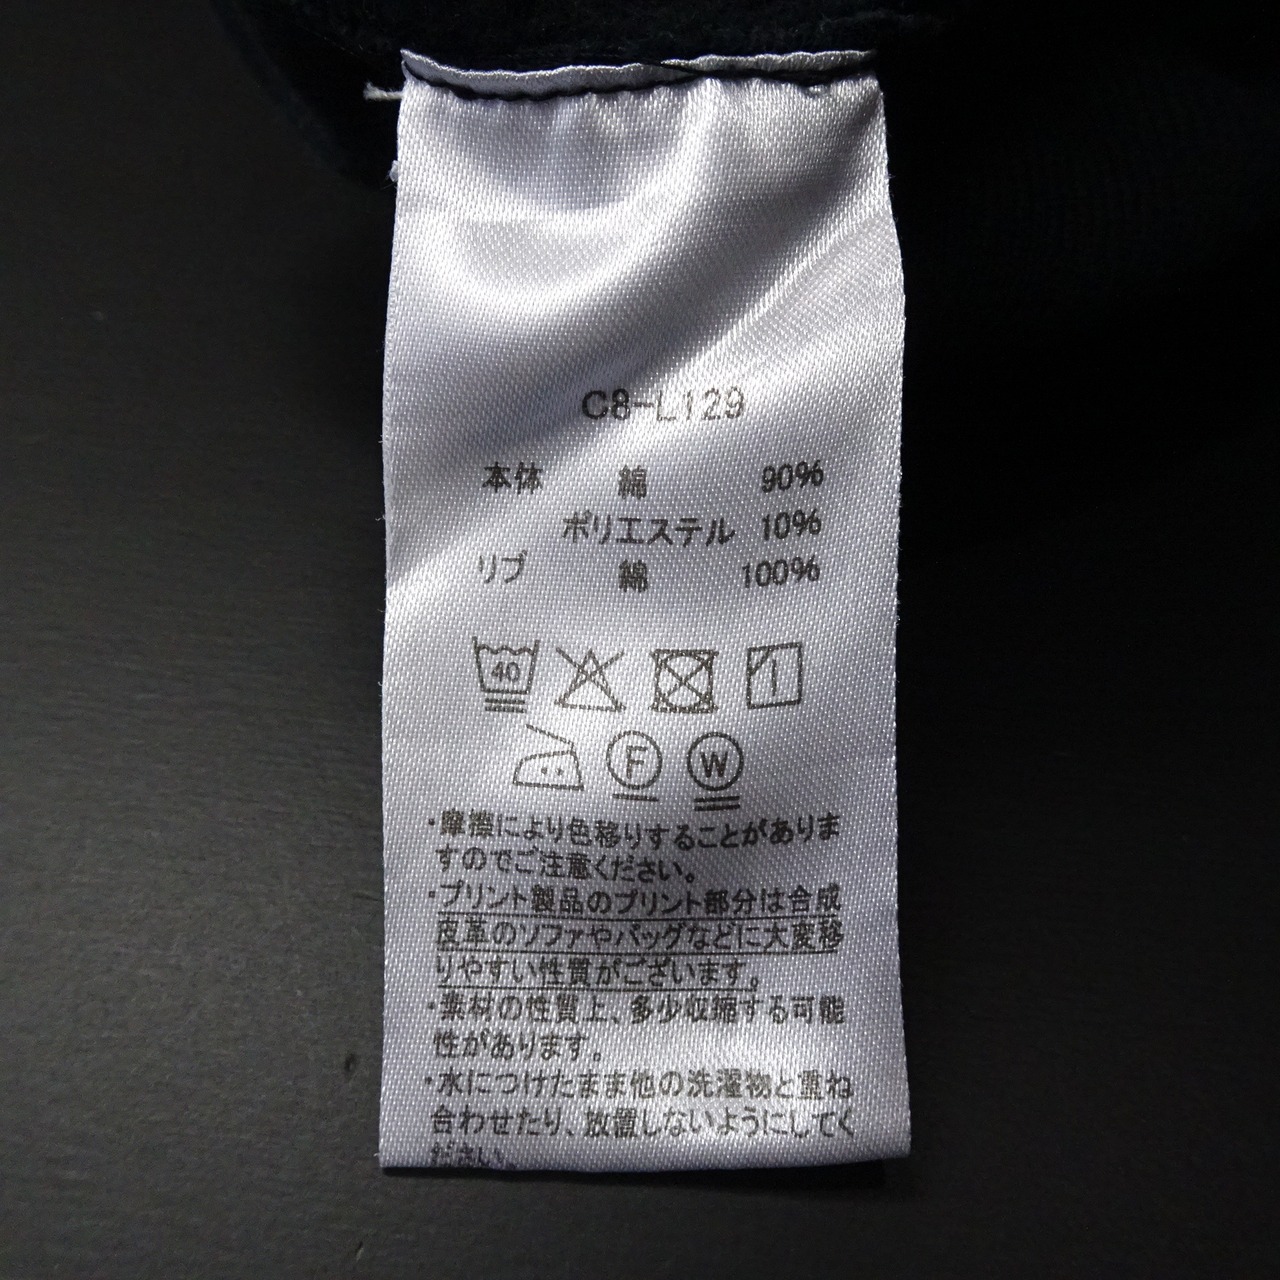 C8-L129
本体 綿 90%
ポリエステル 10%
リブ 綿 100%
40
F W
・摩擦により色移りすることがありま
すのでご注意ください。
・プリント製品のプリント部分は合成
皮革のソファやバッグなどに大変移
りやすい性質がございます。
・素材の性質上、多少収縮する可能
性があります。
・水につけたまま他の洗濯物と重ね
合わせたり、放置しないようにしてく
ださい。